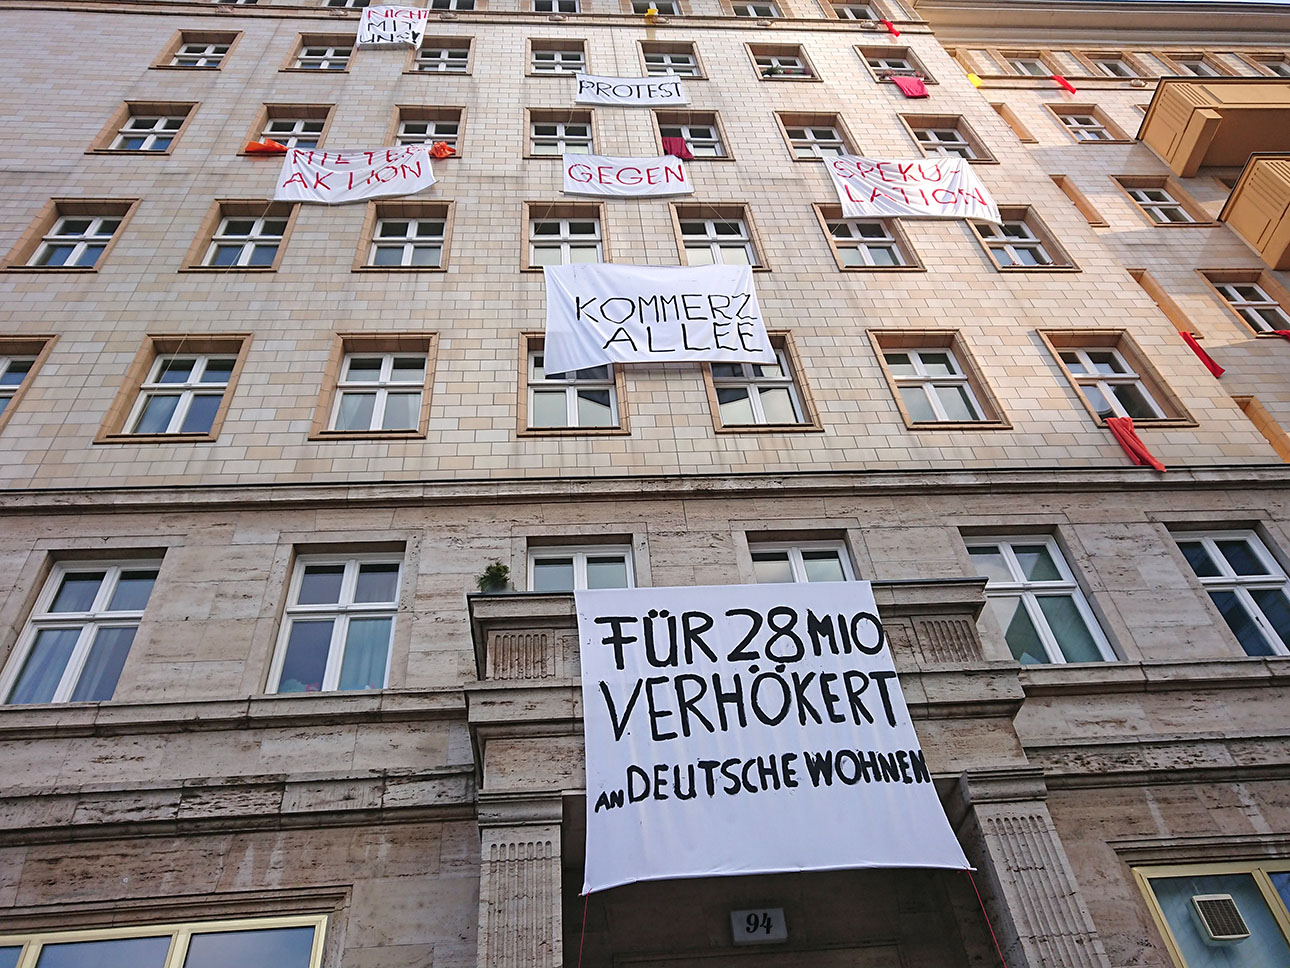 NICHT
MIT
UNS!
PROTEST
MIETER
AKTION
GEGEN
SPEKU-
LATION
KOMMERZ
ALLEE
FÜR 28 MIO
VERHÖKERT
AN DEUTSCHE WOHNEN
94